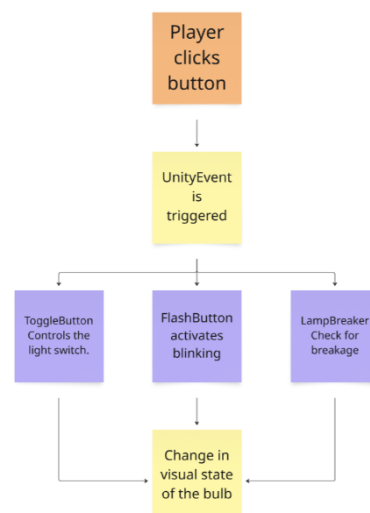 Player
clicks
button
UnityEvent
is
triggered
ToggleButton
Controls the
light switch.
FlashButton
activates
blinking
LampBreaker
Check for
breakage
Change in
visual state
of the bulb